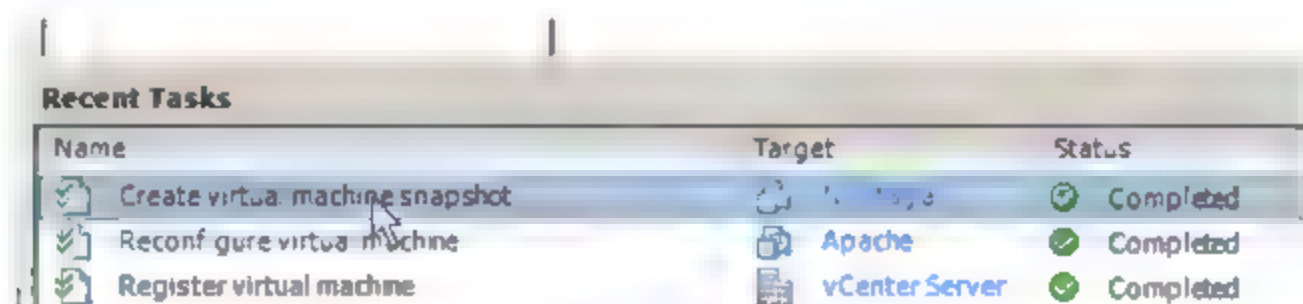 Recent Tasks
Name Target Status
Create virtual machine snapshot Completed
Reconfigure virtual machine Apache Completed
Register virtual machine vCenter Server Completed